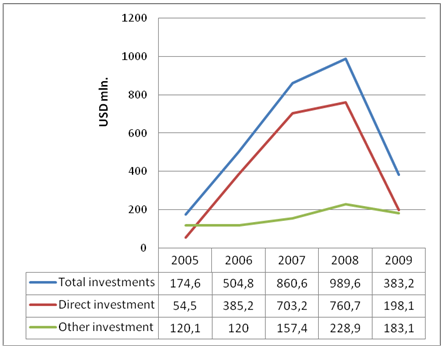 1200
1000
800
600
400
200
0
USD mln.
2005 2006 2007 2008 2009
Total investments 174,6 504,8 860,6 989,6 383,2
Direct investment 54,5 385,2 703,2 760,7 198,1
Other investment 120,1 120 157,4 228,9 183,1